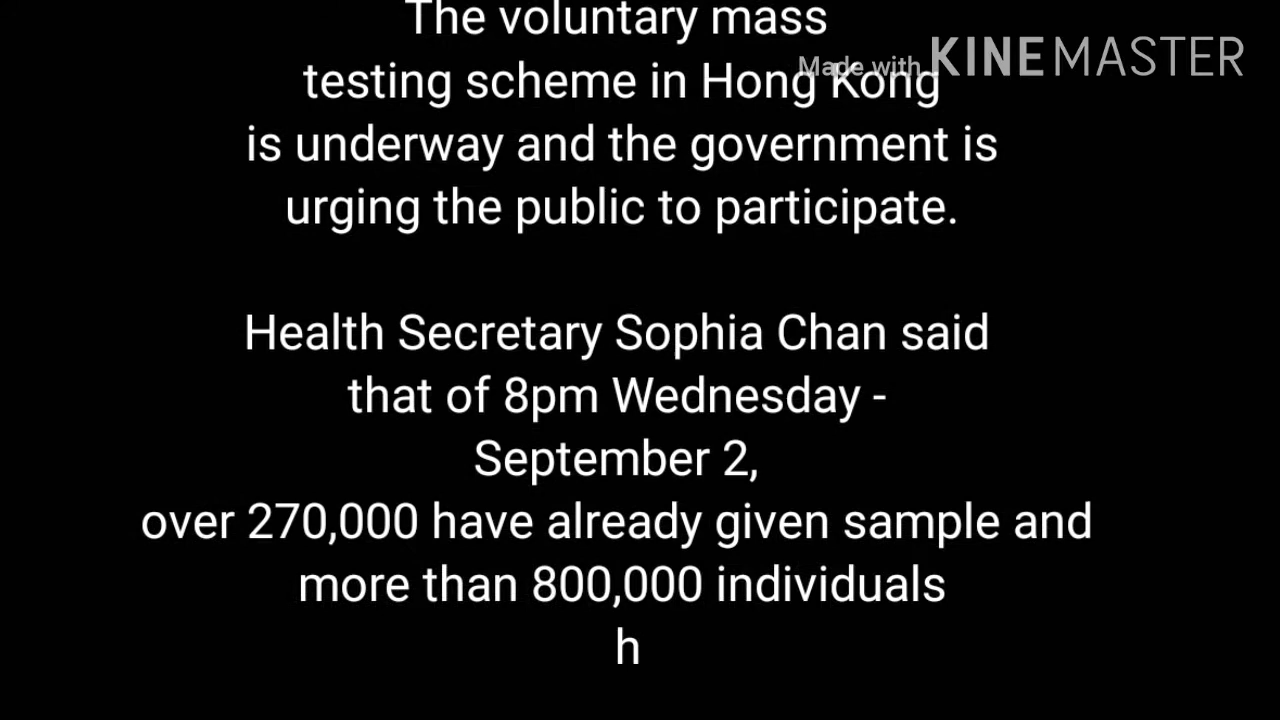 The voluntary mass
Made with KINEMASTER
testing scheme in Hong Kong
is underway and the government is
urging the public to participate.
Health Secretary Sophia Chan said
that of 8pm Wednesday -
September 2,
over 270,000 have already given sample and
more than 800,000 individuals
h